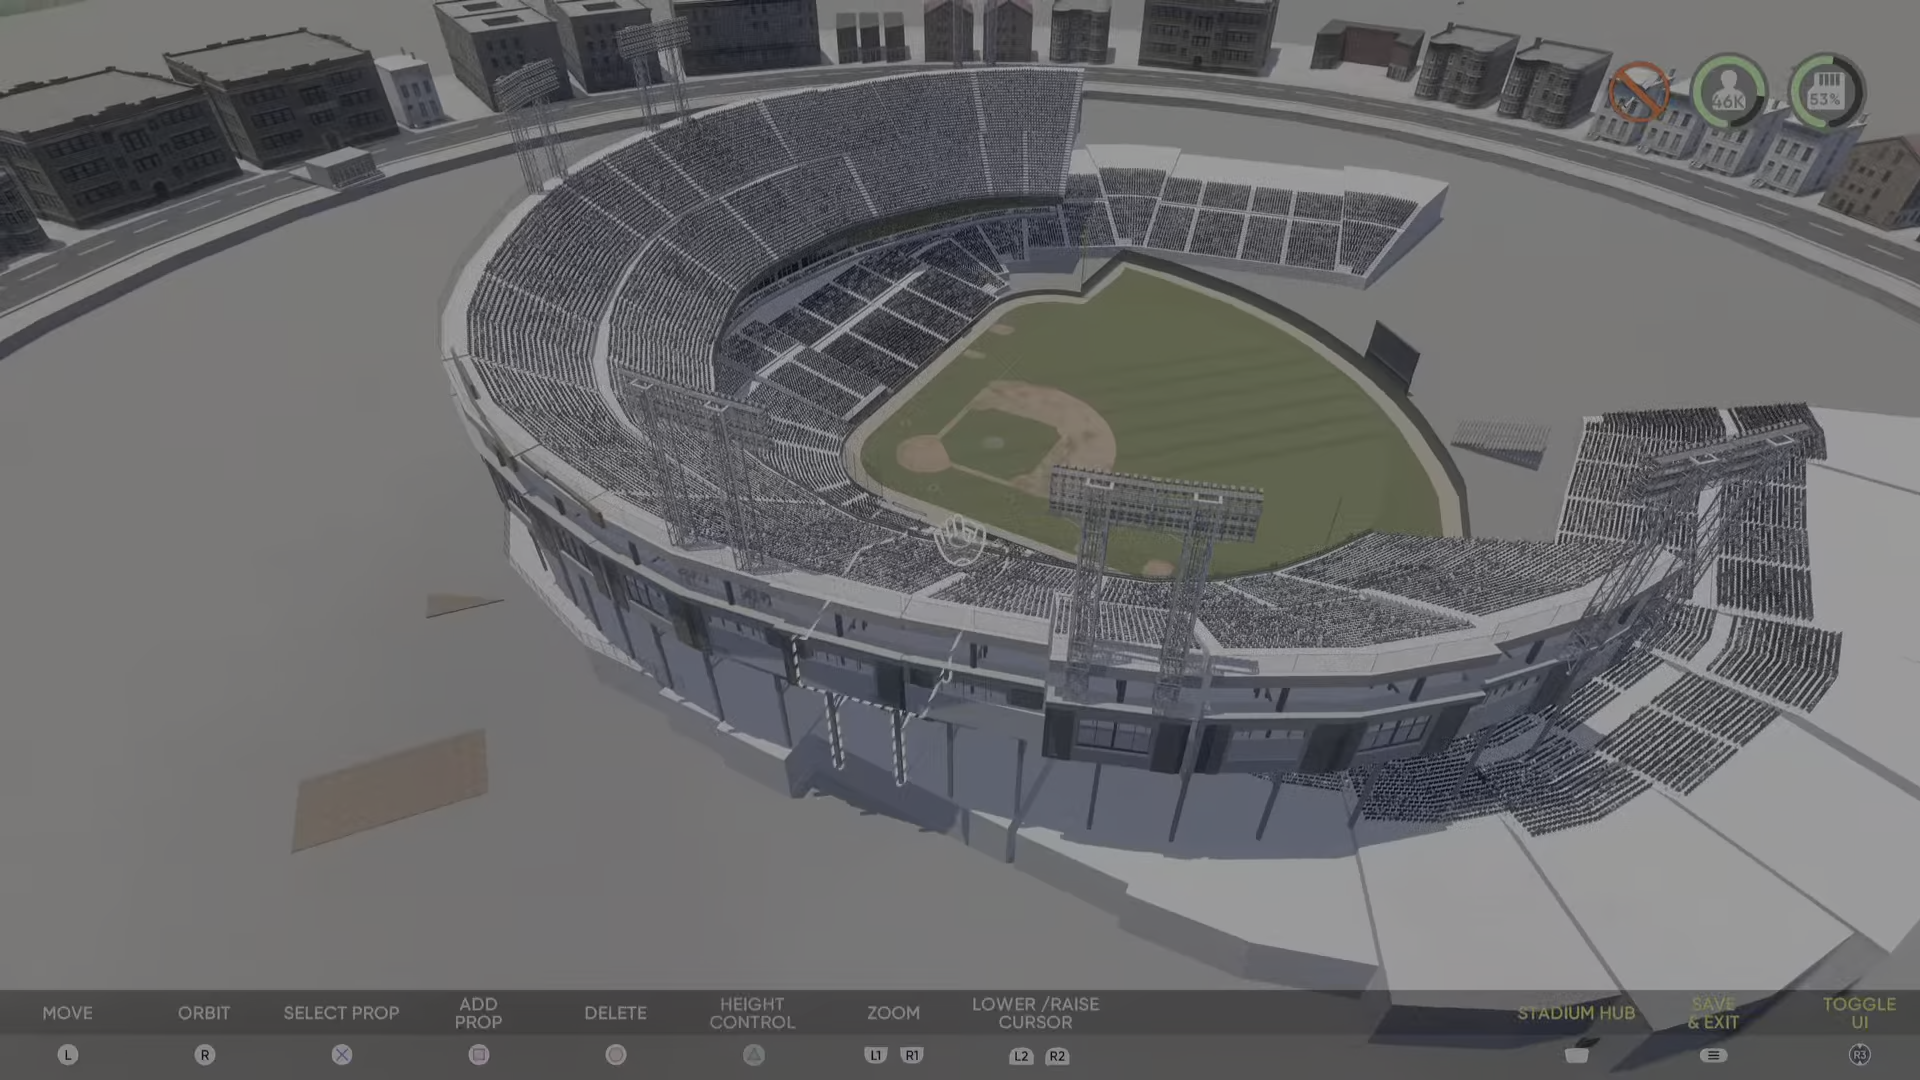 46K
53%
MOVE
ORBIT
SELECT PROP
ADD
PROP
DELETE
HEIGHT
CONTROL
ZOOM
LOWER /RAISE
CURSOR
STADIUM HUB
SAVE
& EXIT
TOGGLE
UI
L
R
L1
R1
L2
R2
R3